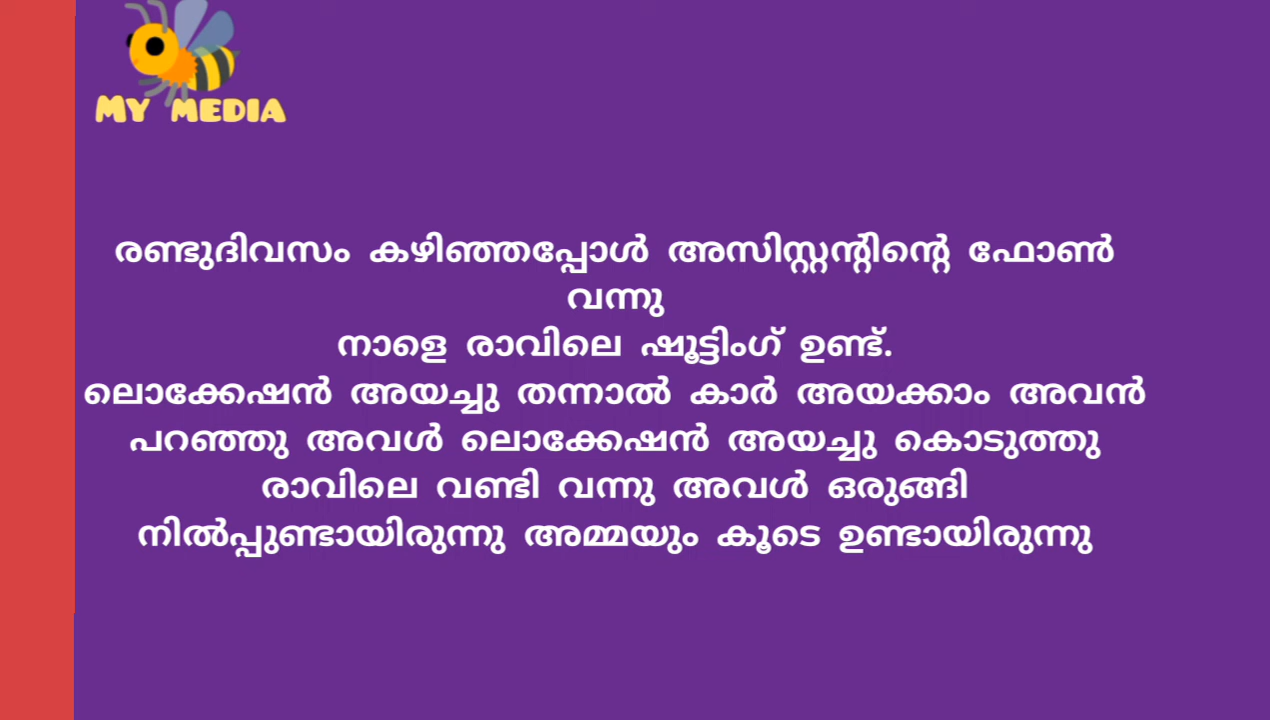 MY MEDIA
രണ്ടുദിവസം കഴിഞ്ഞപ്പോൾ അസിസ്റ്റന്റിന്റെ ഫോൺ
വന്നു
നാളെ രാവിലെ ഷൂട്ടിംഗ് ഉണ്ട്.
ലൊക്കേഷൻ അയച്ചു തന്നാൽ കാർ അയക്കാം അവൻ
പറഞ്ഞു അവൾ ലൊക്കേഷൻ അയച്ചു കൊടുത്തു
രാവിലെ വണ്ടി വന്നു അവൾ ഒരുങ്ങി
നിൽപ്പുണ്ടായിരുന്നു അമ്മയും കൂടെ ഉണ്ടായിരുന്നു